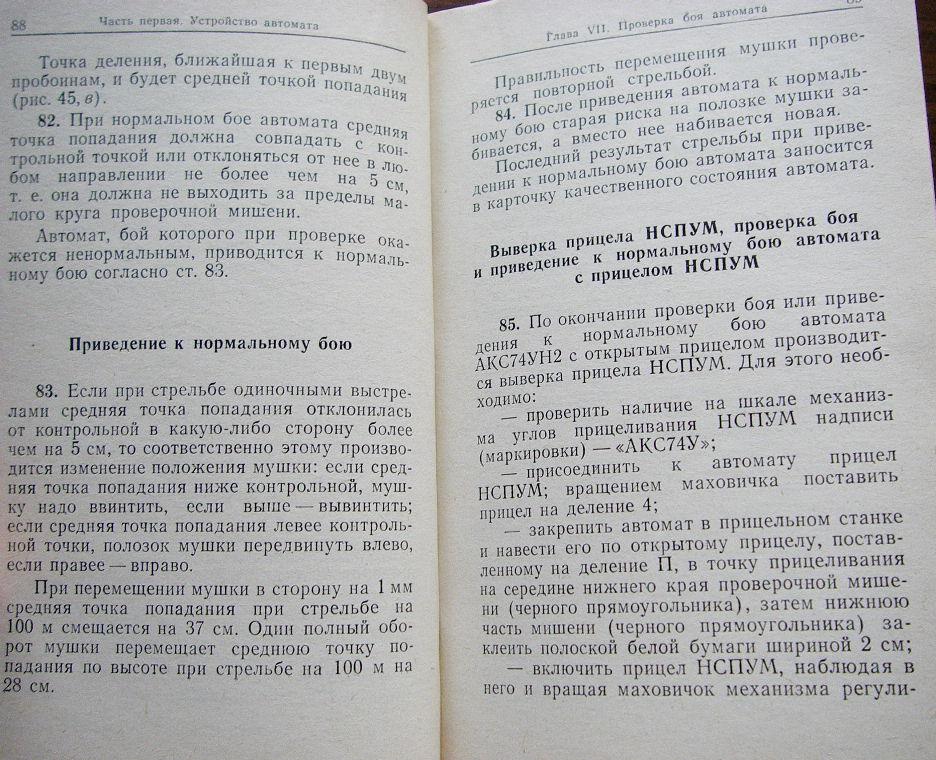 88
Часть первая. Устройство автомата
Точка деления, ближайшая к первым двум
пробоинам, и будет средней точкой попадания
(рис. 45, в).
82. При нормальном бое автомата средняя
точка попадания должна совпадать с кон-
трольной точкой или отклоняться от нее в лю-
бом направлении не более чем на 5 см,
т. е. она должна не выходить за пределы ма-
лого круга проверочной мишени.
Автомат, бой которого при проверке ока-
жется ненормальным, приводится к нормаль-
ному бою согласно ст. 83.
Приведение к нормальному бою
83. Если при стрельбе одиночными выстре-
лами средняя точка попадания отклонилась
от контрольной в какую-либо сторону более
чем на 5 см, то соответственно этому произво-
дится изменение положения мушки: если сред-
няя точка попадания ниже контрольной, муш-
ку надо ввинтить, если выше — вывинтить;
если средняя точка попадания левее контроль-
ной точки, полозок мушки передвинуть влево,
если правее — вправо.
При перемещении мушки в сторону на 1 мм
средняя точка попадания при стрельбе на
100 м смещается на 37 см. Один полный обо-
рот мушки перемещает среднюю точку по-
падания по высоте при стрельбе на 100 м на
28 см.
Глава VII. Проверка боя автомата
Правильность перемещения мушки прове-
ряется повторной стрельбой.
84. После приведения автомата к нормаль-
ному бою старая риска на полозке мушки за-
бивается, а вместо нее набивается новая.
Последний результат стрельбы при приве-
дении к нормальному бою автомата заносится
в карточку качественного состояния автомата.
Выверка прицела НСПУМ, проверка боя
и приведение к нормальному бою автомата
с прицелом НСПУМ
85. По окончании проверки боя или приве-
дения к нормальному бою автомата
АКС74УН2 с открытым прицелом производит-
ся выверка прицела НСПУМ. Для этого необ-
ходимо:
— проверить наличие на шкале механиз-
ма углов прицеливания НСПУМ надписи
(маркировки) — «АКС74У»;
— присоединить к автомату прицел
НСПУМ; вращением маховичка поставить
прицел на деление 4;
— закрепить автомат в прицельном станке
и навести его по открытому прицелу, постав-
ленному на деление П, в точку прицеливания
на середине нижнего края проверочной мише-
ни (черного прямоугольника), затем нижнюю
часть мишени (черного прямоугольника) за-
клеить полоской белой бумаги шириной 2 см;
— включить прицел НСПУМ, наблюдая в
него и вращая маховичок механизма регули-